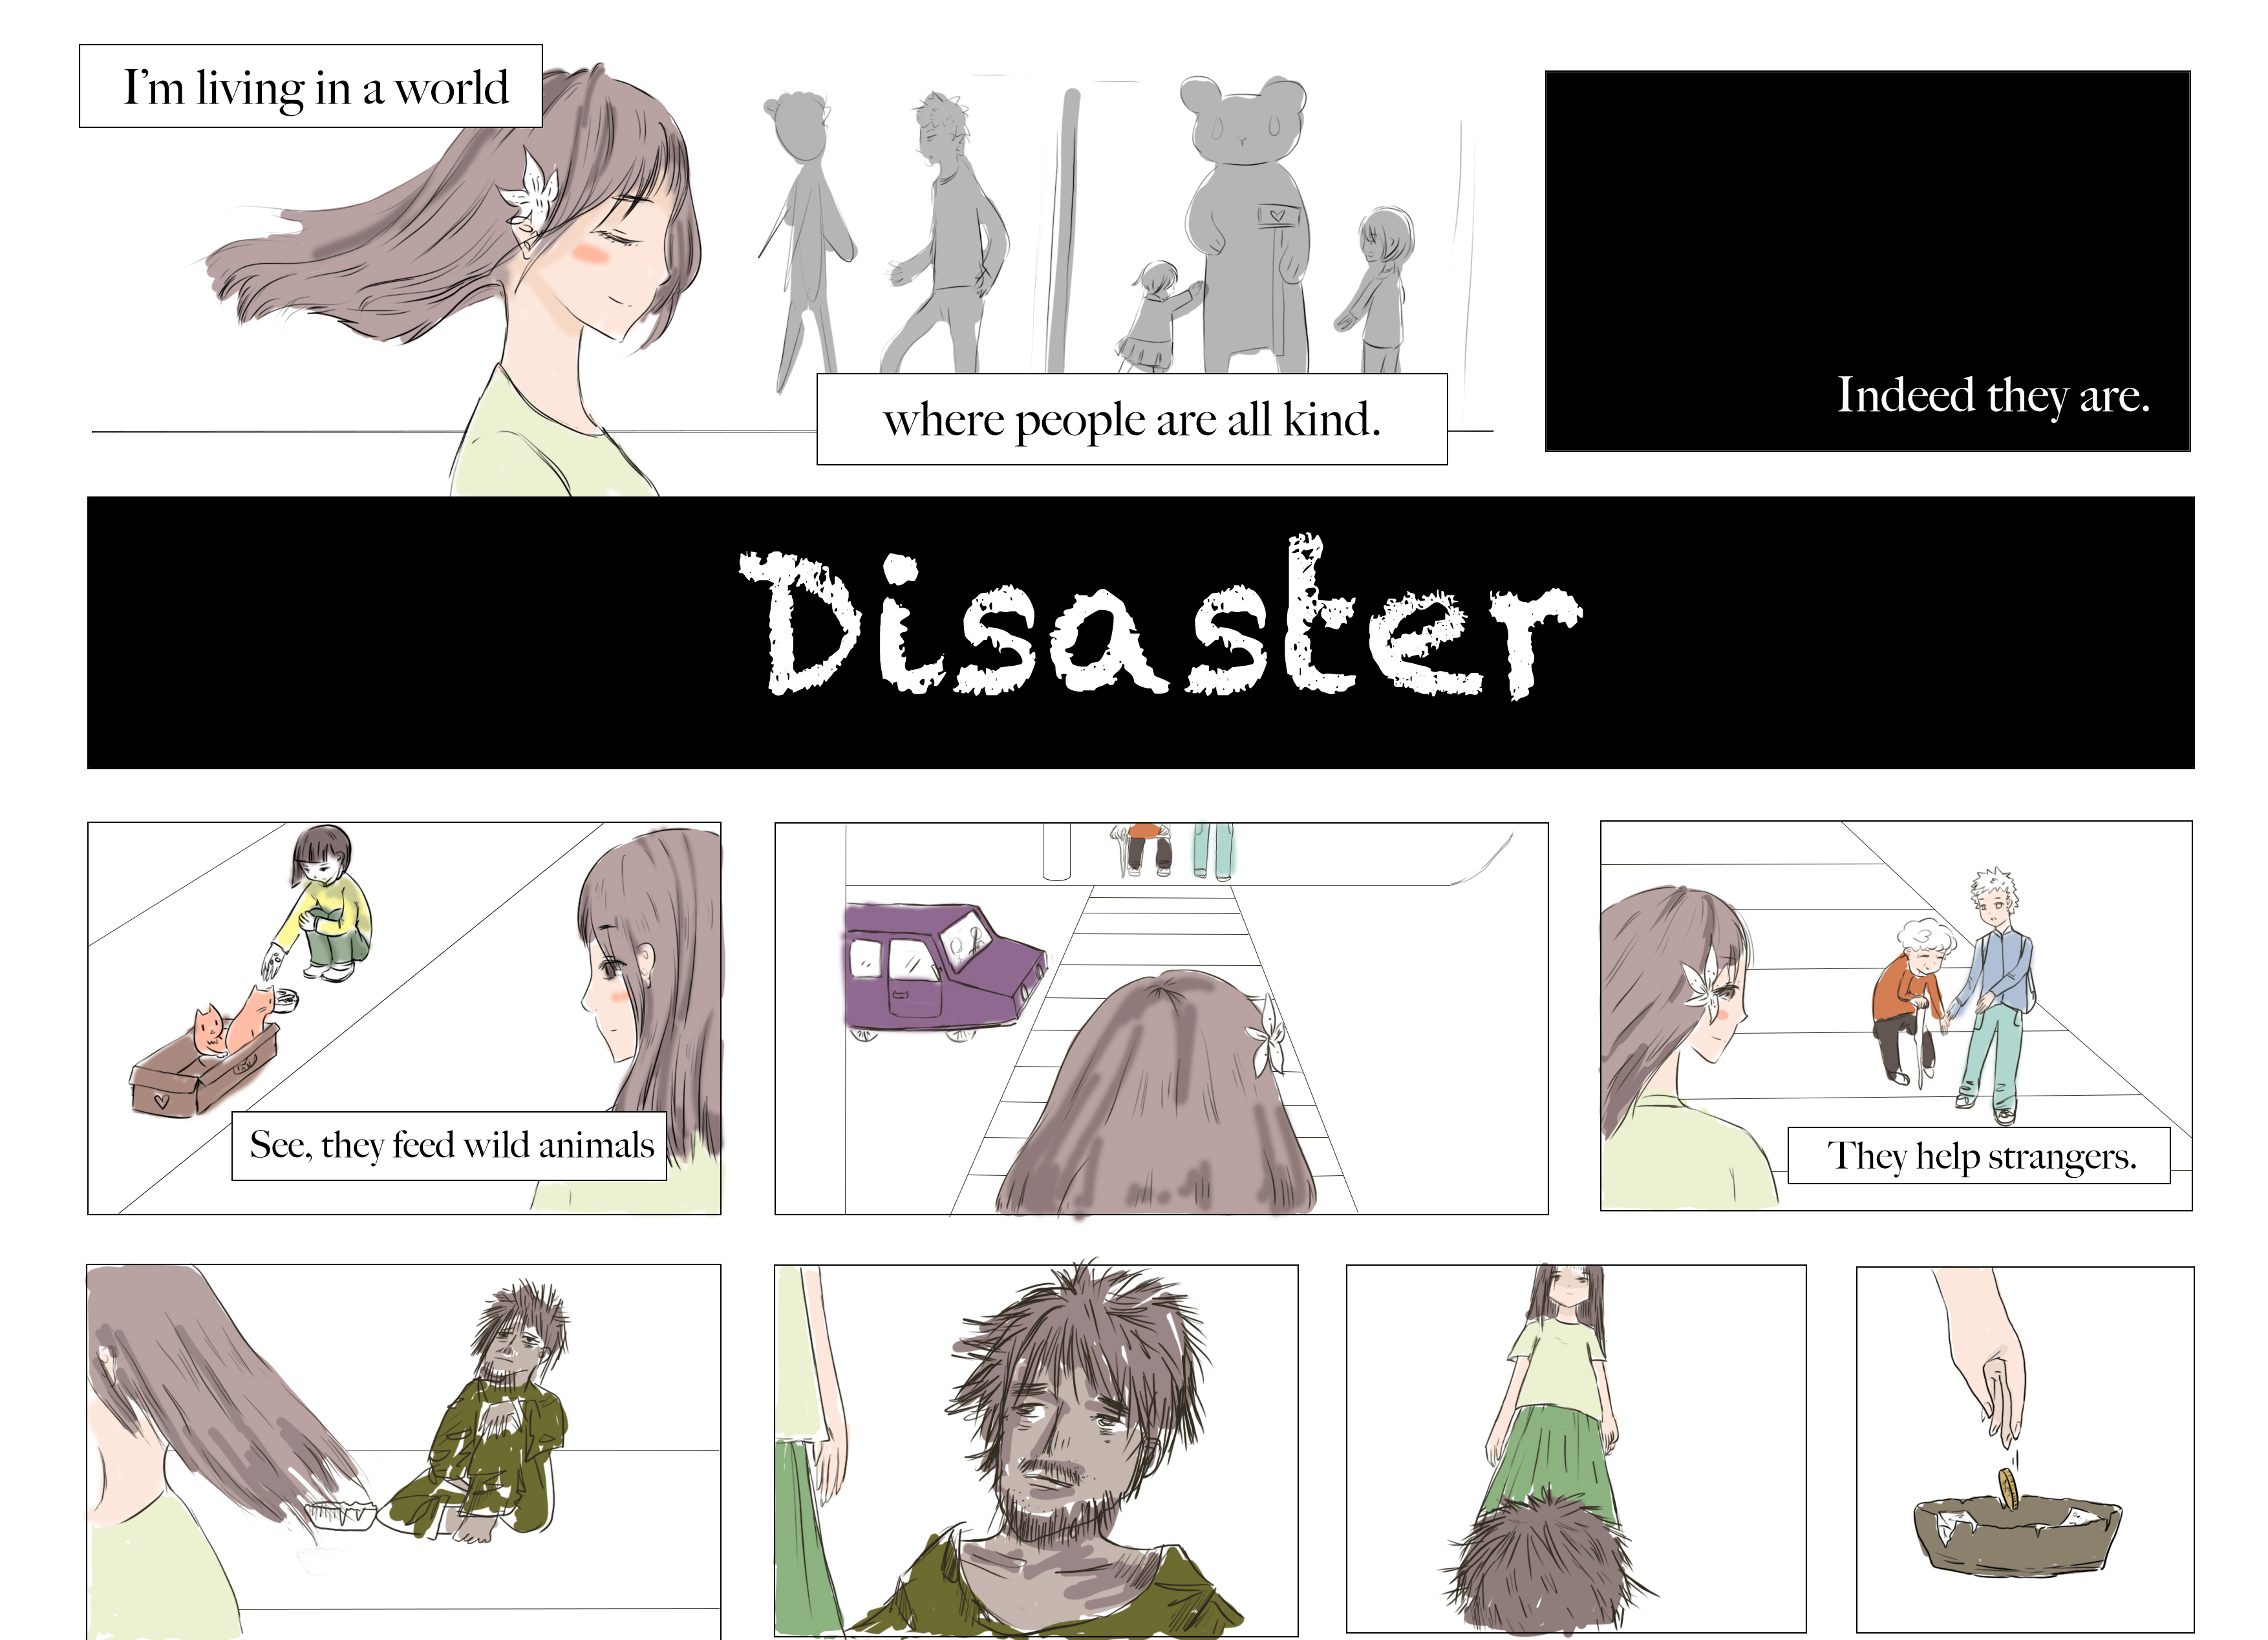 I'm living in a world
where people are all kind.
Indeed they are.
Disaster
See, they feed wild animals
They help strangers.